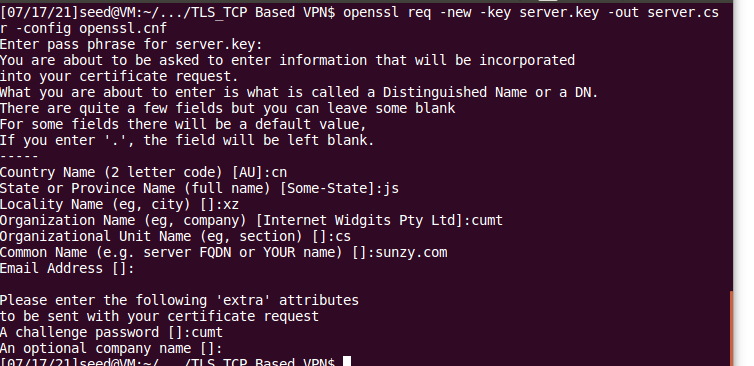 [07/17/21]seed@VM:~/.../TLS_TCP Based VPN$ openssl req -new -key server.key -out server.cs
r -config openssl.cnf
Enter pass phrase for server.key:
You are about to be asked to enter information that will be incorporated
into your certificate request.
What you are about to enter is what is called a Distinguished Name or a DN.
There are quite a few fields but you can leave some blank
For some fields there will be a default value,
If you enter '.', the field will be left blank.
-----
Country Name (2 letter code) [AU]:cn
State or Province Name (full name) [Some-State]:js
Locality Name (eg, city) []:xz
Organization Name (eg, company) [Internet Widgits Pty Ltd]:cumt
Organizational Unit Name (eg, section) []:cs
Common Name (e.g. server FQDN or YOUR name) []:sunzy.com
Email Address []:
Please enter the following 'extra' attributes
to be sent with your certificate request
A challenge password []:cumt
An optional company name []:
[07/17/21]seed@VM:~/.../TLS_TCP Based VPN$